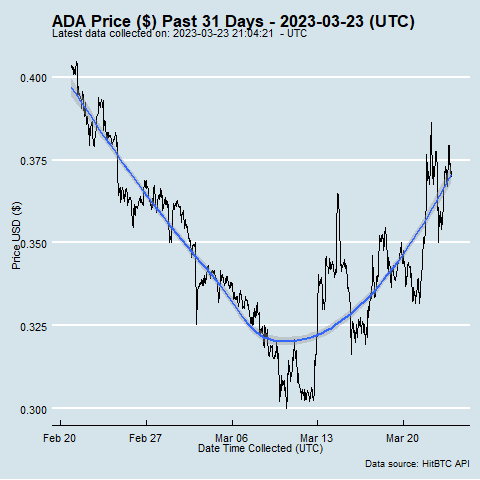 ADA Price ($) Past 31 Days - 2023-03-23 (UTC)
Latest data collected on: 2023-03-23 21:04:21 - UTC
0.400
0.375
0.350
0.325
0.300
Price USD ($)
Feb 20
Feb 27
Mar 06
Mar 13
Mar 20
Date Time Collected (UTC)
Data source: HitBTC API